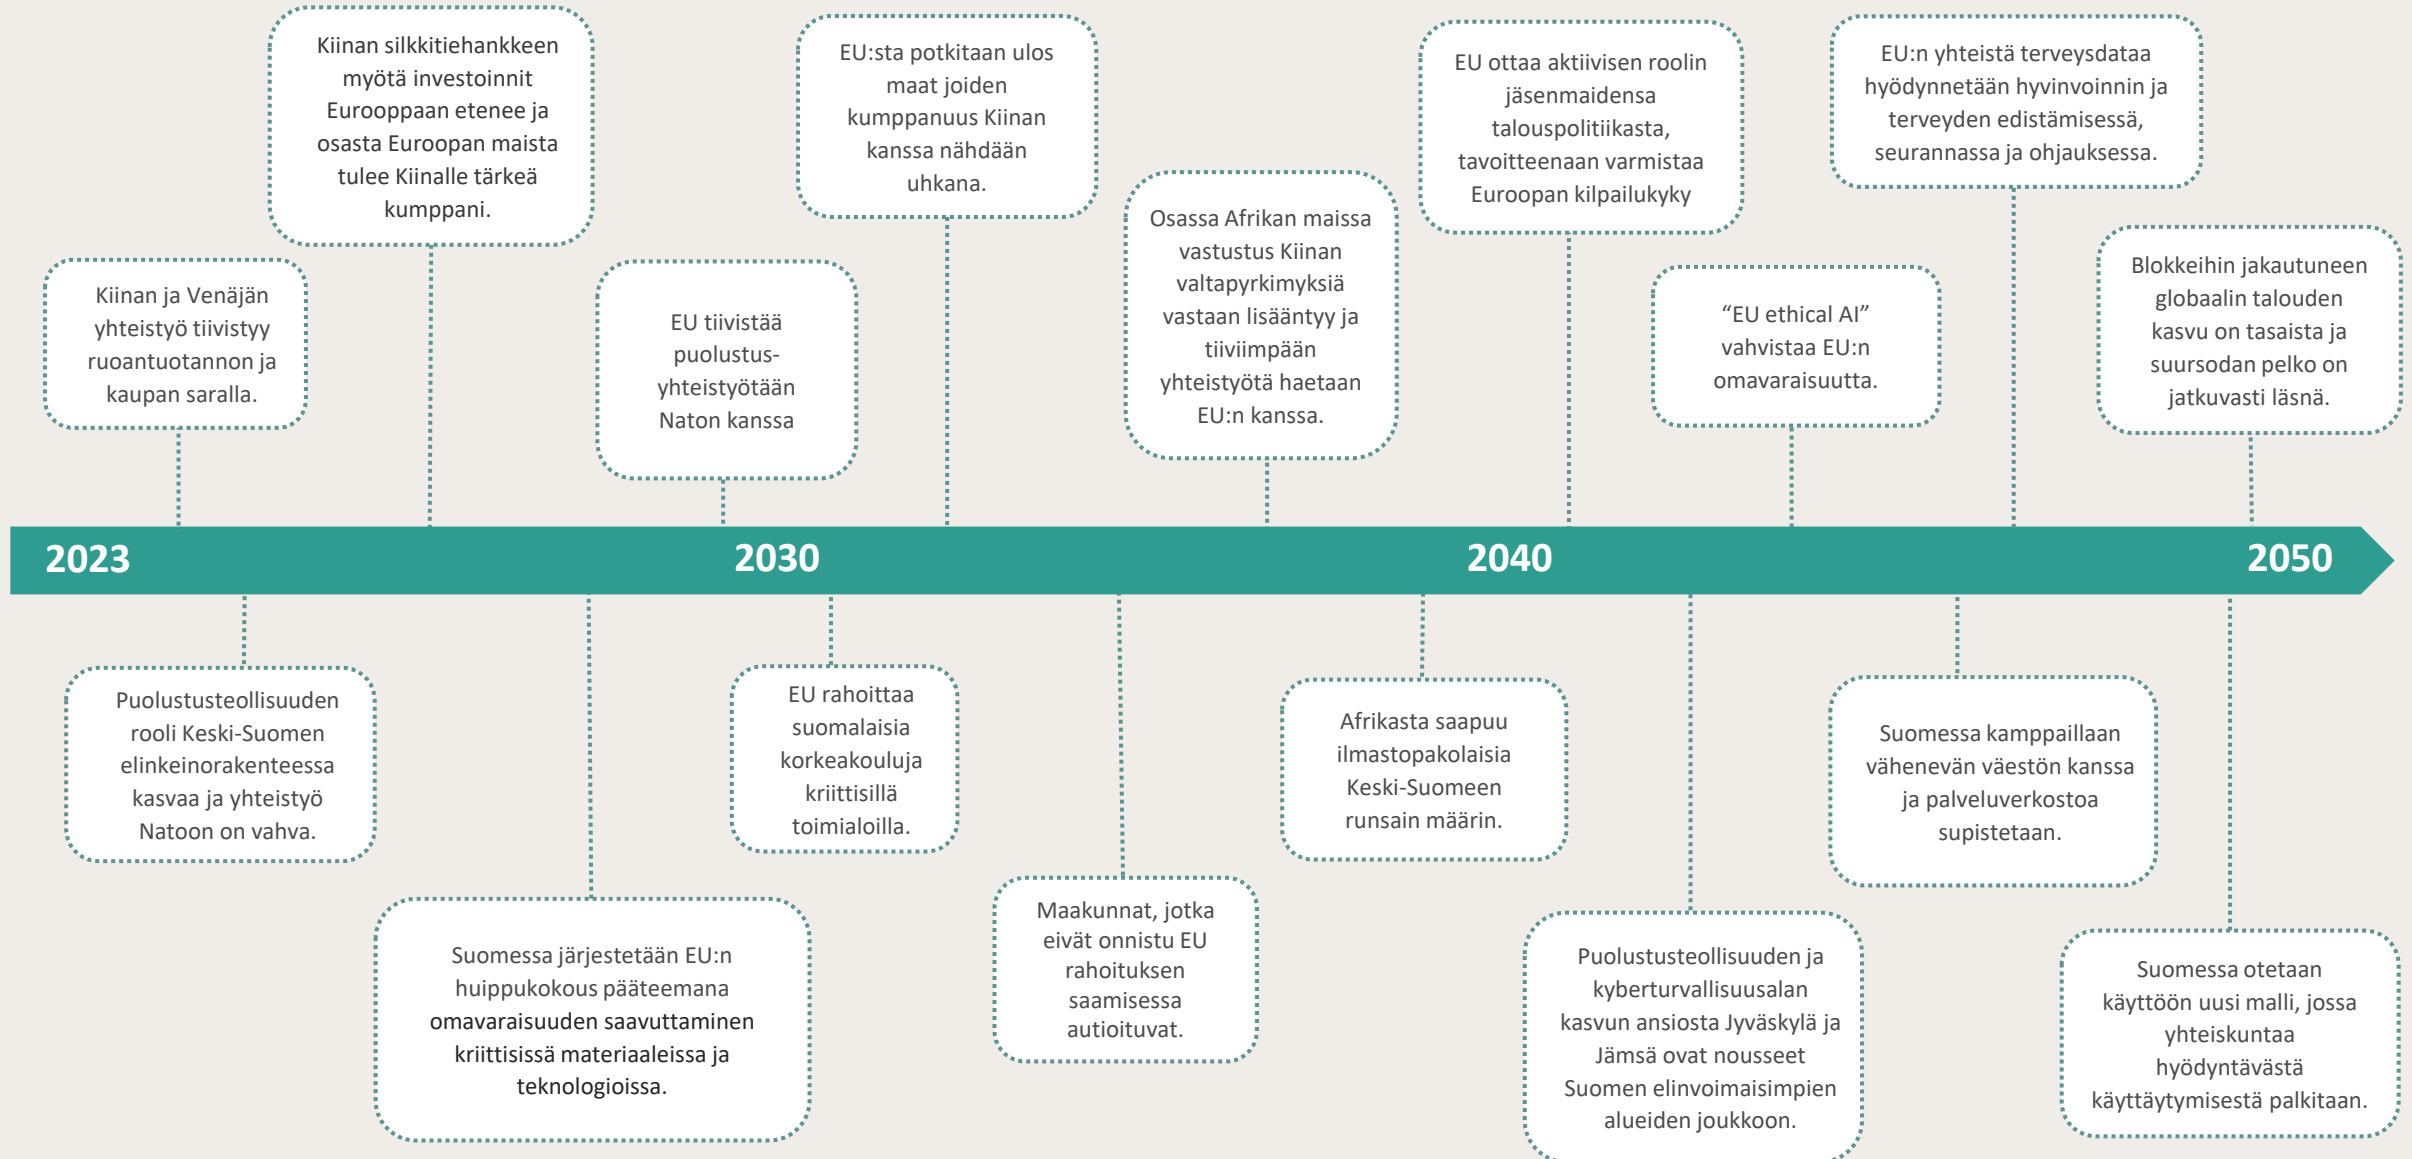 Kiinan silkkitiehankkeen
myötä investoinnit
Eurooppaan etenee ja
osasta Euroopan maista
tulee Kiinalle tärkeä
kumppani.
EU:sta potkitaan ulos
maat joiden
kumppanuus Kiinan
kanssa nähdään
uhkana.
EU ottaa aktiivisen roolin
jäsenmaidensa
talouspolitiikasta,
tavoitteenaan varmistaa
Euroopan kilpailukyky
EU:n yhteistä terveysdataa
hyödynnetään hyvinvoinnin ja
terveyden edistämisessä,
seurannassa ja ohjauksessa.
Kiinan ja Venäjän
yhteistyö tiivistyy
ruoantuotannon ja
kaupan saralla.
EU tiivistää
puolustus-
yhteistyötään
Naton kanssa
Osassa Afrikan maissa
vastustus Kiinan
valtapyrkimyksiä
vastaan lisääntyy ja
tiiviimpään
yhteistyötä haetaan
EU:n kanssa.
“EU ethical AI”
vahvistaa EU:n
omavaraisuutta.
Blokkeihin jakautuneen
globaalin talouden
kasvu on tasaista ja
suursodan pelko on
jatkuvasti läsnä.
2023
2030
2040
2050
Puolustusteollisuuden
rooli Keski-Suomen
elinkeinorakenteessa
kasvaa ja yhteistyö
Natoon on vahva.
Suomessa järjestetään EU:n
huippukokous pääteemana
omavaraisuuden saavuttaminen
kriittisissä materiaaleissa ja
teknologioissa.
EU rahoittaa
suomalaisia
korkeakouluja
kriittisillä
toimialoilla.
Maakunnat, jotka
eivät onnistu EU
rahoituksen
saamisessa
autioituvat.
Afrikasta saapuu
ilmastopakolaisia
Keski-Suomeen
runsain määrin.
Puolustusteollisuuden ja
kyberturvallisuusalan
kasvun ansiosta Jyväskylä ja
Jämsä ovat nousseet
Suomen elinvoimaisimpien
alueiden joukkoon.
Suomessa kamppaillaan
vähenevän väestön kanssa
ja palveluverkostoa
supistetaan.
Suomessa otetaan
käyttöön uusi malli, jossa
yhteiskuntaa
hyödyntävästä
käyttäytymisestä palkitaan.